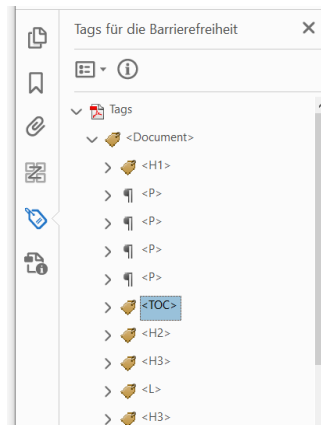 Tags für die Barrierefreiheit
Tags
<Document>
<H1>
<P>
<P>
<P>
<P>
<TOC>
<H2>
<H3>
<L>
<H3>